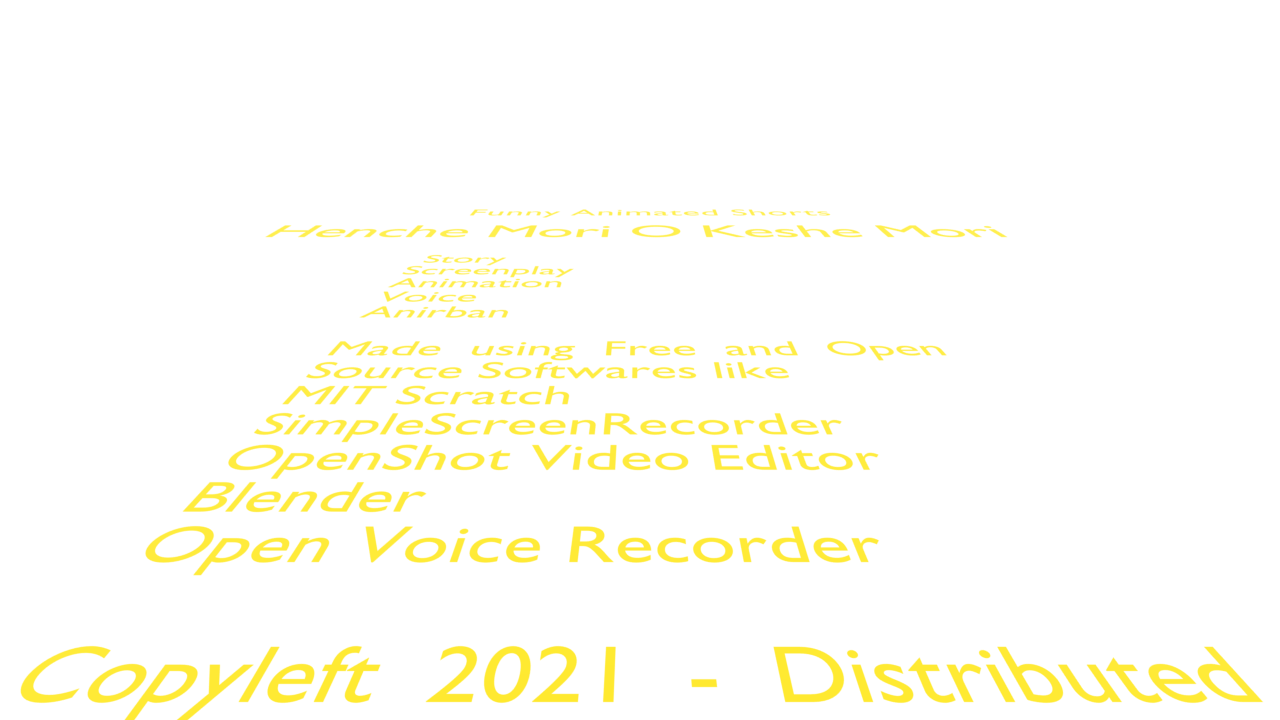 Funny Animated Shorts
Henche Mori O Keshe Mori
Story
Screenplay
Animation
Voice
Anirban
Made using Free and Open
Source Softwares like
MIT Scratch
SimpleScreenRecorder
OpenShot Video Editor
Blender
Open Voice Recorder
Copyleft 2021 - Distributed